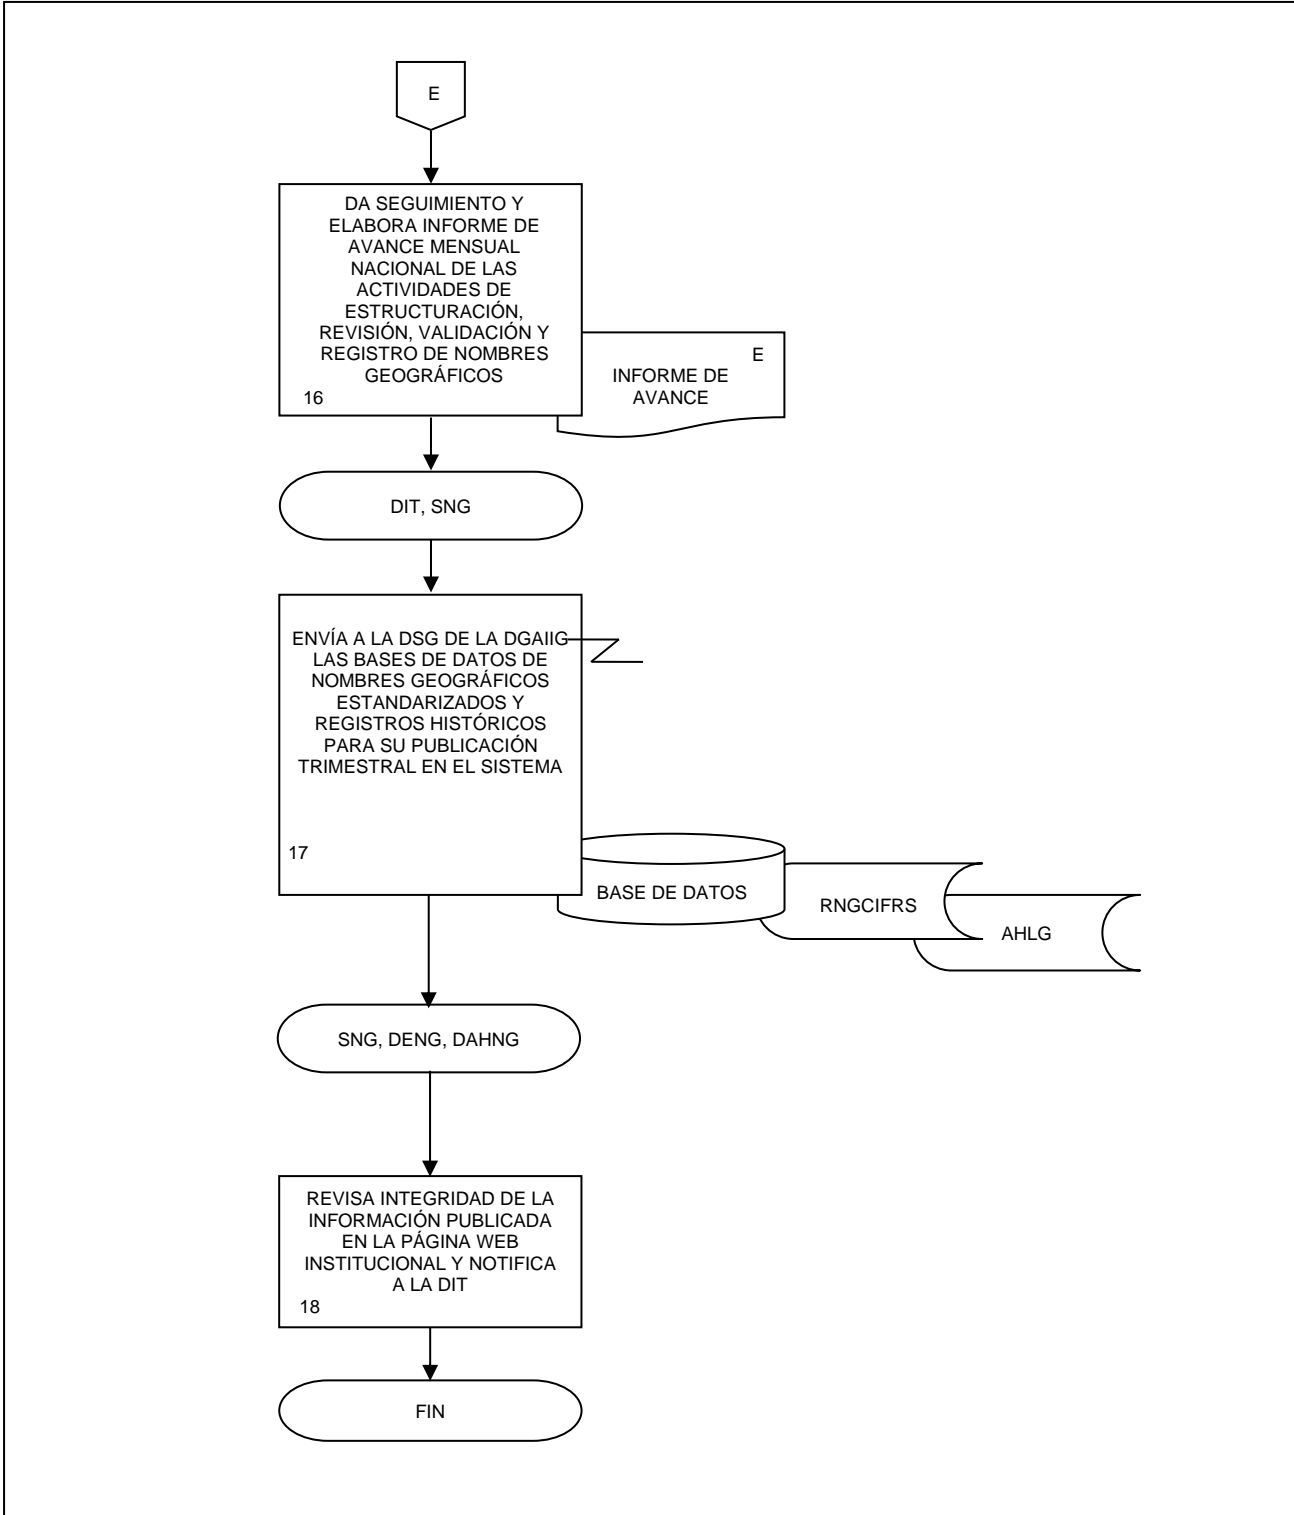 E
DA SEGUIMIENTO Y
ELABORA INFORME DE
AVANCE MENSUAL
NACIONAL DE LAS
ACTIVIDADES DE
ESTRUCTURACIÓN,
REVISIÓN, VALIDACIÓN Y
REGISTRO DE NOMBRES
GEOGRÁFICOS
16
E
INFORME DE
AVANCE
DIT, SNG
ENVÍA A LA DSG DE LA DGAIIG
LAS BASES DE DATOS DE
NOMBRES GEOGRÁFICOS
ESTANDARIZADOS Y
REGISTROS HISTÓRICOS
PARA SU PUBLICACIÓN
TRIMESTRAL EN EL SISTEMA
17
BASE DE DATOS
RNGCIFRS
AHLG
SNG, DENG, DAHNG
REVISA INTEGRIDAD DE LA
INFORMACIÓN PUBLICADA
EN LA PÁGINA WEB
INSTITUCIONAL Y NOTIFICA
A LA DIT
18
FIN